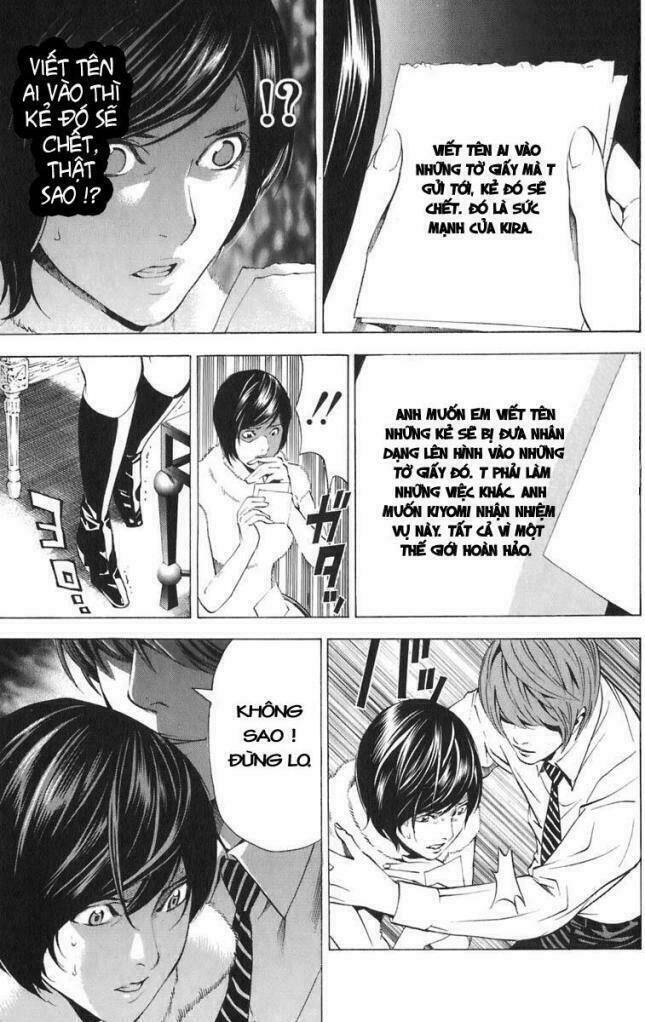 VIẾT TÊN AI VÀO
NHỮNG TỜ GIẤY MÀ T
GỬI TỚI, KẺ ĐÓ SẼ
CHẾT. ĐÓ LÀ SỨC
MẠNH CỦA KIRA.
!?
VIẾT TÊN
AI VÀO THÌ
KẺ ĐÓ SẼ
CHẾT,
THẬT
SAO !?
ANH MUỐN EM VIẾT TÊN
NHỮNG KẺ SẼ BỊ ĐƯA NHÂN
DẠNG LÊN HÌNH VÀO NHỮNG
TỜ GIẤY ĐÓ. T PHẢI LÀM
NHỮNG VIỆC KHÁC. ANH
MUỐN KIYOMI NHẬN NHIỆM
VỤ NÀY. TẤT CẢ VÌ MỘT
THẾ GIỚI HOÀN HẢO.
!!
ガタッ
ヨロ..
KHÔNG
SAO !
ĐỪNG LO.